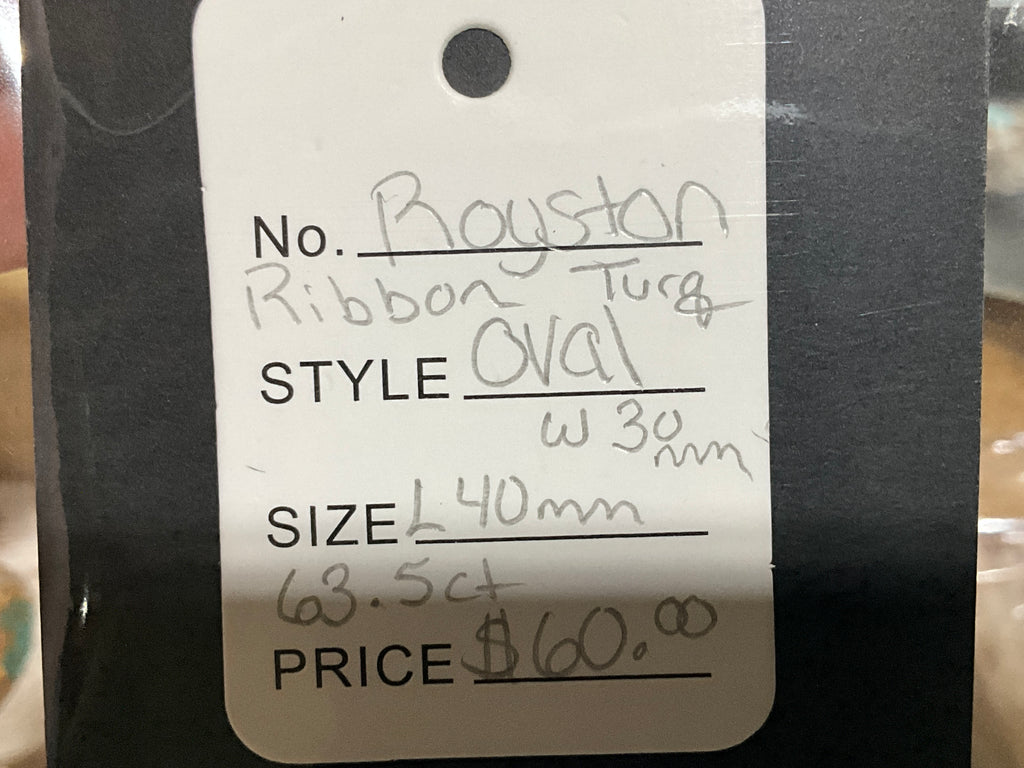 No. Royston
Ribbon Turq
STYLE Oval
W 30mm
SIZE L 40mm
63.5ct
PRICE $60.00